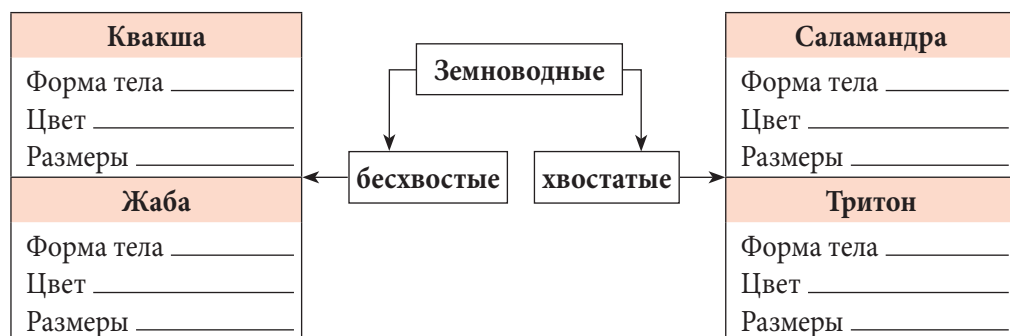 Квакша
Форма тела
Цвет
Размеры
Жаба
Форма тела
Цвет
Размеры
Земноводные
бесхвостые
хвостатые
Саламандра
Форма тела
Цвет
Размеры
Тритон
Форма тела
Цвет
Размеры